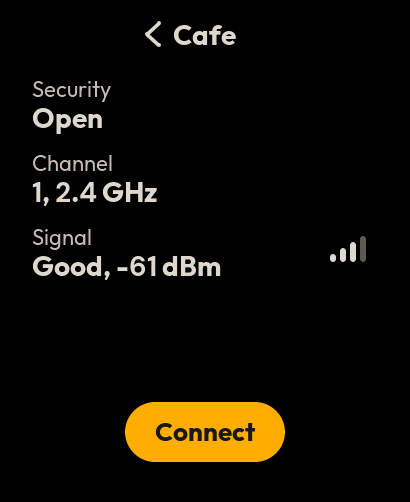 Cafe
Security
Open
Channel
1, 2.4 GHz
Signal
Good, -61 dBm
Connect